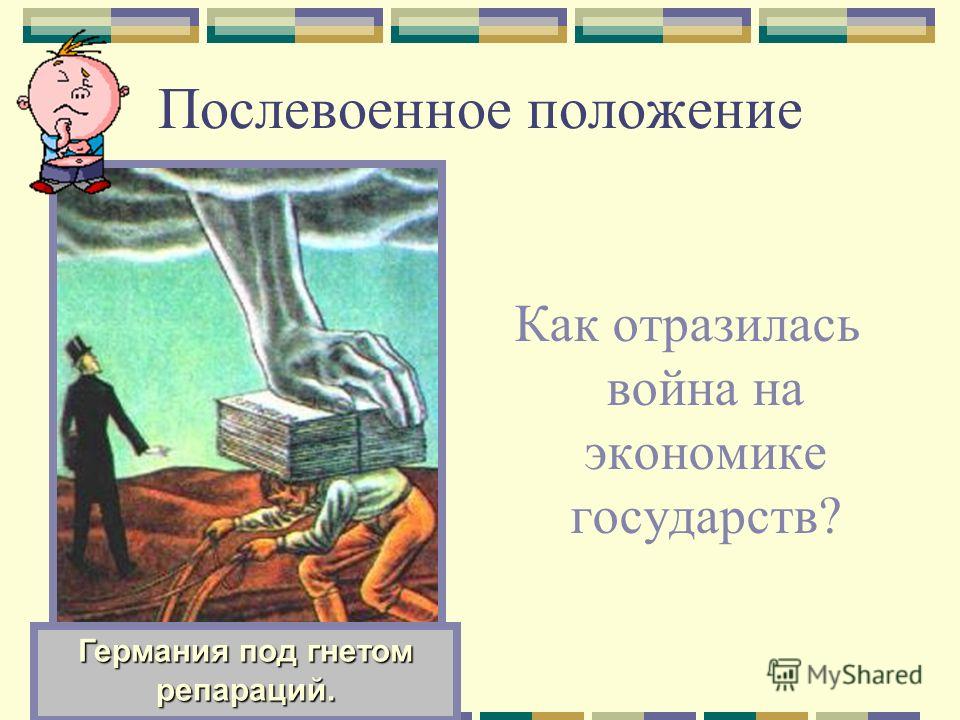 Послевоенное положение
Как отразилась
война на
экономике
государств?
Германия под гнетом
репараций.
MyShared